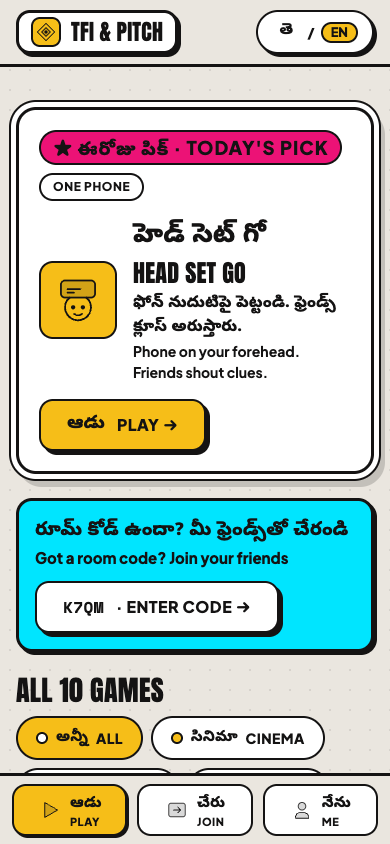 TFI & PITCH
తె / EN
★ ఈరోజు పిక్ · TODAY'S PICK
ONE PHONE
హెడ్ సెట్ గో
HEAD SET GO
ఫోన్ నుదుటిపై పెట్టండి. ఫ్రెండ్స్
క్లూస్ అరుస్తారు.
Phone on your forehead.
Friends shout clues.
ఆడు PLAY →
రూమ్ కోడ్ ఉందా? మీ ఫ్రెండ్స్‌తో చేరండి
Got a room code? Join your friends
K7QM · ENTER CODE →
ALL 10 GAMES
అన్నీ ALL
సినిమా CINEMA
ఆడు
PLAY
చేరు
JOIN
నేను
ME